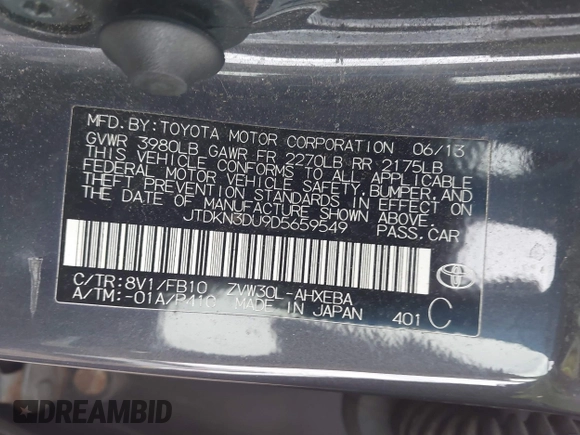 MFD. BY: TOYOTA MOTOR CORPORATION 06/13
GVWR 3980LB GAWR FR 2270LB RR 2175LB
THIS VEHICLE CONFORMS TO ALL APPLICABLE
FEDERAL MOTOR VEHICLE SAFETY, BUMPER, AND
THEFT PREVENTION STANDARDS IN EFFECT ON
THE DATE OF MANUFACTURE SHOWN ABOVE.
JTDKN3DU9D5659549 PASS. CAR
C/TR: 8V1/FB10 ZVW30L-AHXEBA
A/TM: -01A/P410 MADE IN JAPAN 401 C
DREAMBID